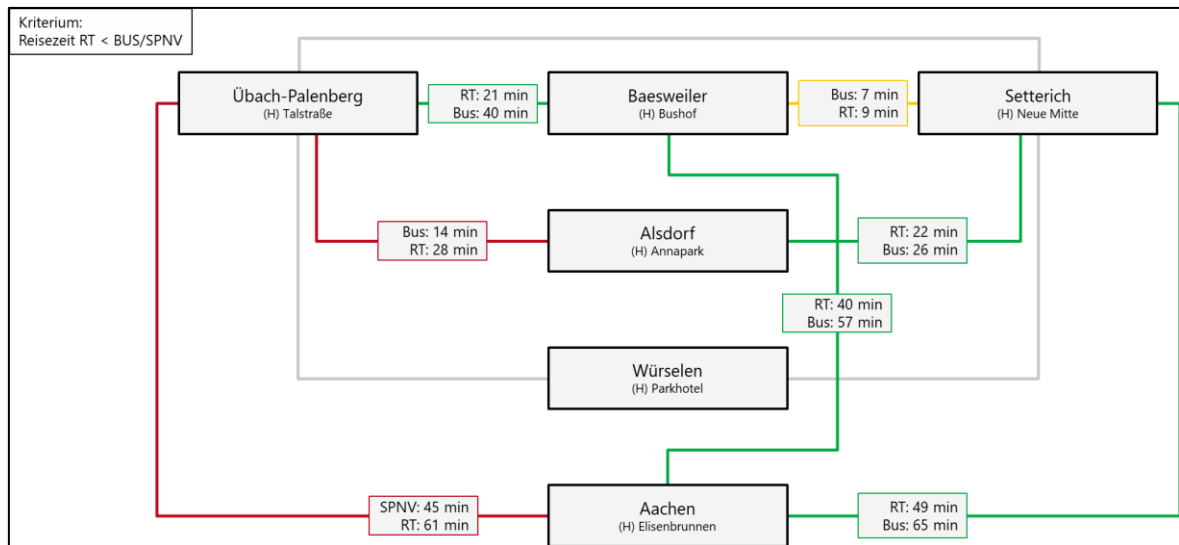 Kriterium:
Reisezeit RT < BUS/SPNV
Übach-Palenberg
(H) Talstraße
RT: 21 min
Bus: 40 min
Baesweiler
(H) Bushof
Bus: 7 min
RT: 9 min
Setterich
(H) Neue Mitte
Bus: 14 min
RT: 28 min
Alsdorf
(H) Annapark
RT: 22 min
Bus: 26 min
RT: 40 min
Bus: 57 min
Würselen
(H) Parkhotel
SPNV: 45 min
RT: 61 min
Aachen
(H) Elisenbrunnen
RT: 49 min
Bus: 65 min